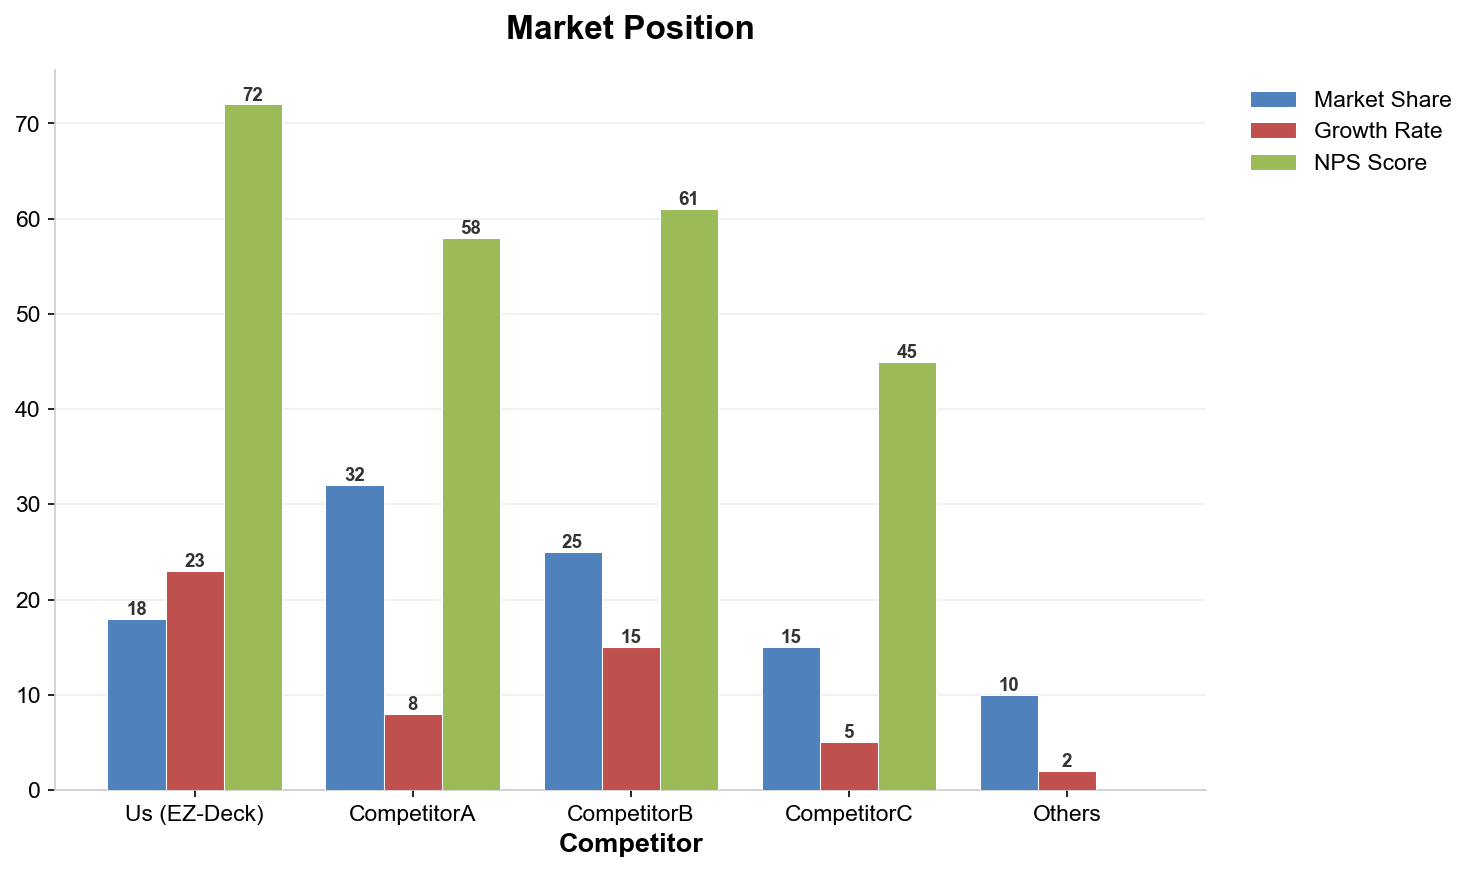 Market Position
Market Share
Growth Rate
NPS Score
70
60
50
40
30
20
10
0
18
23
72
32
8
58
25
15
61
15
5
45
10
2
Us (EZ-Deck)
CompetitorA
CompetitorB
CompetitorC
Others
Competitor